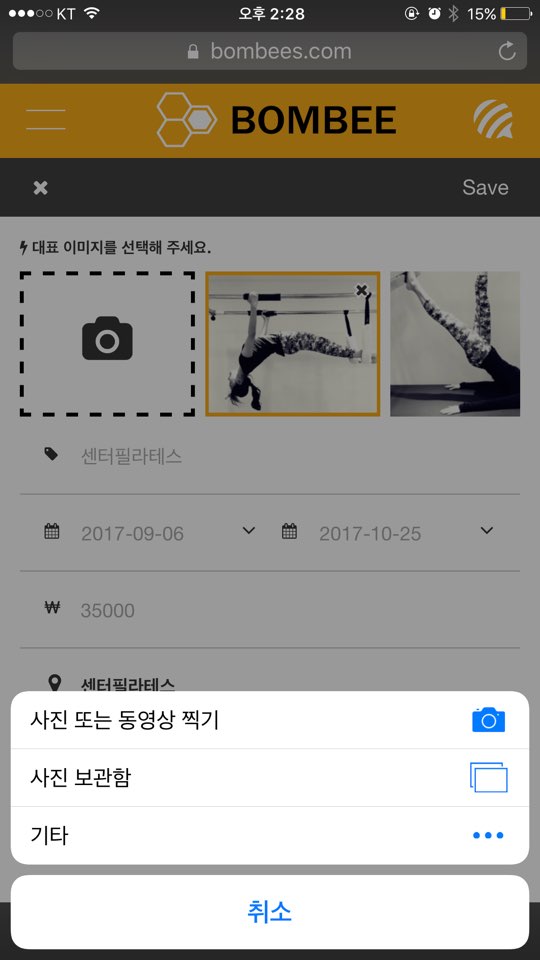 KT 오후 2:28 15%
bombees.com
BOMBEE
Save
대표 이미지를 선택해 주세요.
센터필라테스
2017-09-06 2017-10-25
₩ 35000
센터필라테스
사진 또는 동영상 찍기
사진 보관함
기타
취소